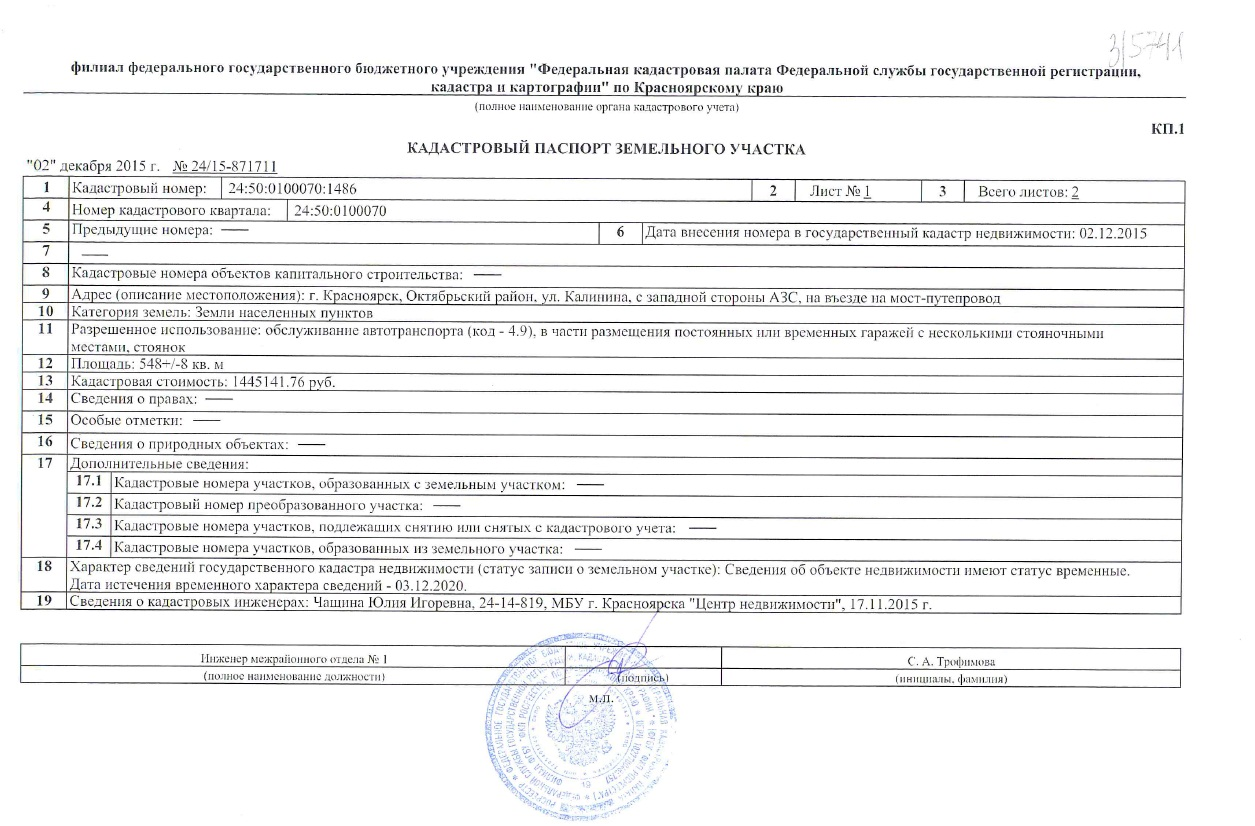 3/5741
филиал федерального государственного бюджетного учреждения "Федеральная кадастровая палата Федеральной службы государственной регистрации,
кадастра и картографии" по Красноярскому краю
(полное наименование органа кадастрового учета)
КП.1
КАДАСТРОВЫЙ ПАСПОРТ ЗЕМЕЛЬНОГО УЧАСТКА
"02" декабря 2015 г. № 24/15-871711
1 Кадастровый номер: 24:50:0100070:1486 2 Лист № 1 3 Всего листов: 2
4 Номер кадастрового квартала: 24:50:0100070
5 Предыдущие номера: —— 6 Дата внесения номера в государственный кадастр недвижимости: 02.12.2015
7 ——
8 Кадастровые номера объектов капитального строительства: ——
9 Адрес (описание местоположения): г. Красноярск, Октябрьский район, ул. Калинина, с западной стороны АЗС, на въезде на мост-путепровод
10 Категория земель: Земли населенных пунктов
11 Разрешенное использование: обслуживание автотранспорта (код - 4.9), в части размещения постоянных или временных гаражей с несколькими стояночными
местами, стоянок
12 Площадь: 548+/-8 кв. м
13 Кадастровая стоимость: 1445141.76 руб.
14 Сведения о правах: ——
15 Особые отметки: ——
16 Сведения о природных объектах: ——
17 Дополнительные сведения:
17.1 Кадастровые номера участков, образованных с земельным участком: ——
17.2 Кадастровый номер преобразованного участка: ——
17.3 Кадастровые номера участков, подлежащих снятию или снятых с кадастрового учета: ——
17.4 Кадастровые номера участков, образованных из земельного участка: ——
18 Характер сведений государственного кадастра недвижимости (статус записи о земельном участке): Сведения об объекте недвижимости имеют статус временные.
Дата истечения временного характера сведений - 03.12.2020.
19 Сведения о кадастровых инженерах: Чащина Юлия Игоревна, 24-14-819, МБУ г. Красноярска "Центр недвижимости", 17.11.2015 г.
Инженер межрайонного отдела № 1 С. А. Трофимова
(полное наименование должности) (подпись) (инициалы, фамилия)
М.П.